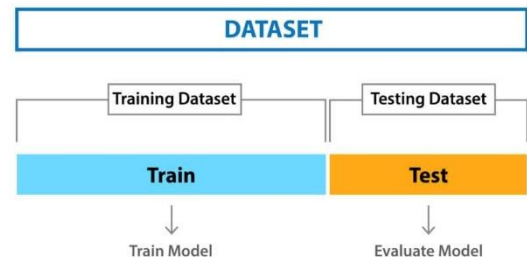 DATASET
Training Dataset
Testing Dataset
Train
Test
Train Model
Evaluate Model